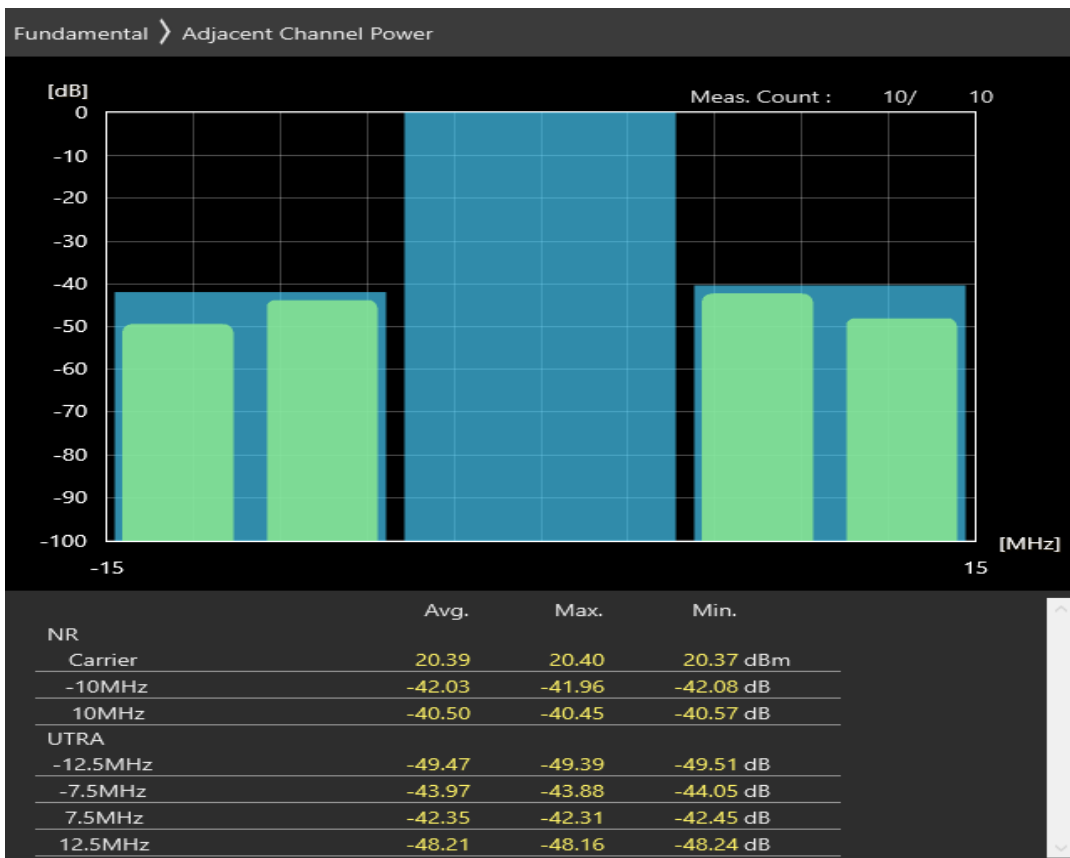 Fundamental 〉 Adjacent Channel Power
[dB]
Meas. Count : 10/ 10
0
-10
-20
-30
-40
-50
-60
-70
-80
-90
-100
[MHz]
-15 15
Avg. Max. Min.
NR
Carrier 20.39 20.40 20.37 dBm
-10MHz -42.03 -41.96 -42.08 dB
10MHz -40.50 -40.45 -40.57 dB
UTRA
-12.5MHz -49.47 -49.39 -49.51 dB
-7.5MHz -43.97 -43.88 -44.05 dB
7.5MHz -42.35 -42.31 -42.45 dB
12.5MHz -48.21 -48.16 -48.24 dB